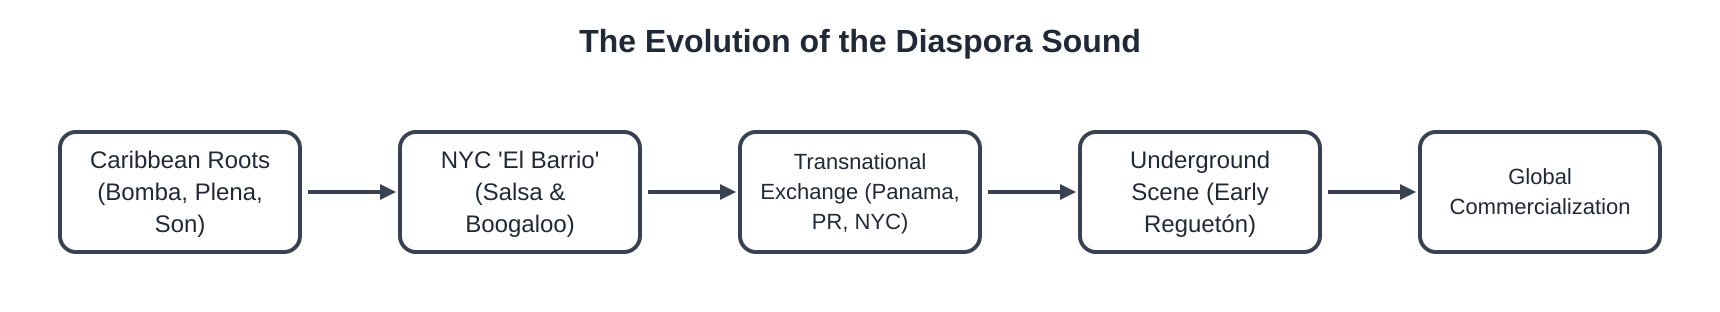 The Evolution of the Diaspora Sound
Caribbean Roots
(Bomba, Plena,
Son)
NYC 'El Barrio'
(Salsa &
Boogaloo)
Transnational
Exchange (Panama,
PR, NYC)
Underground
Scene (Early
Reguetón)
Global
Commercialization